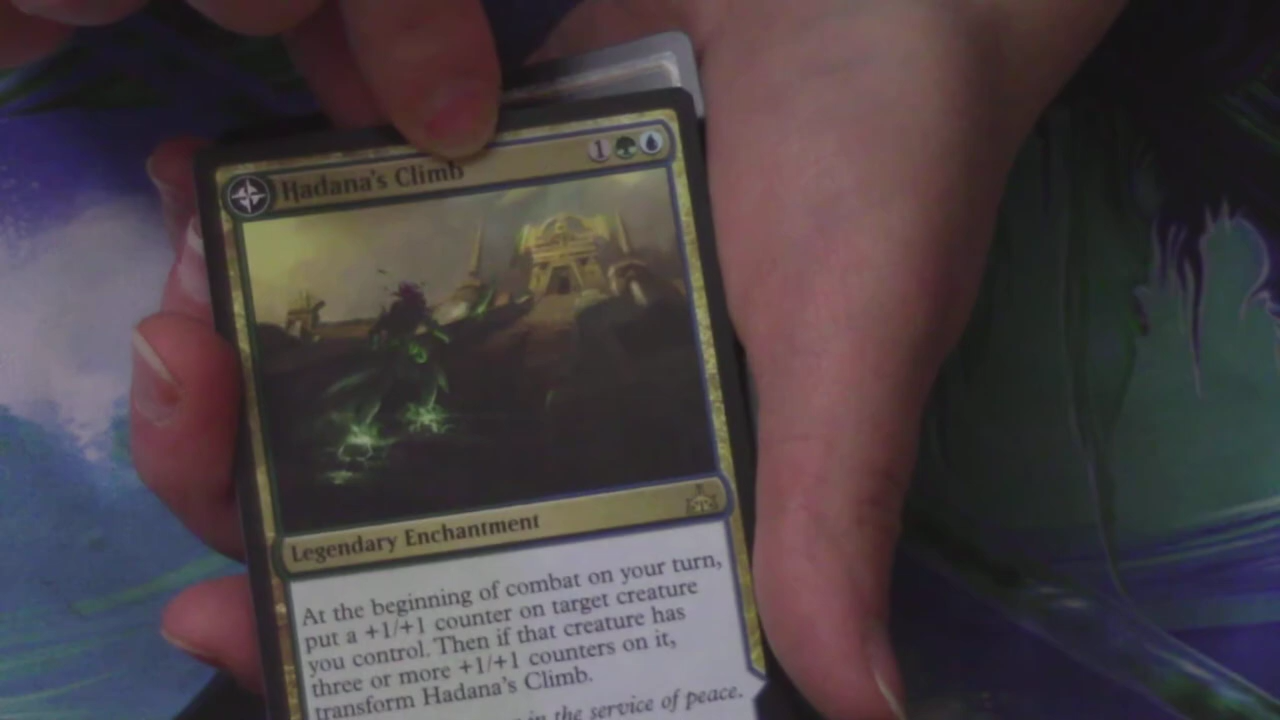 Hadana's Climb 1
Legendary Enchantment
At the beginning of combat on your turn,
put a +1/+1 counter on target creature
you control. Then if that creature has
three or more +1/+1 counters on it,
transform Hadana's Climb.
in the service of peace.